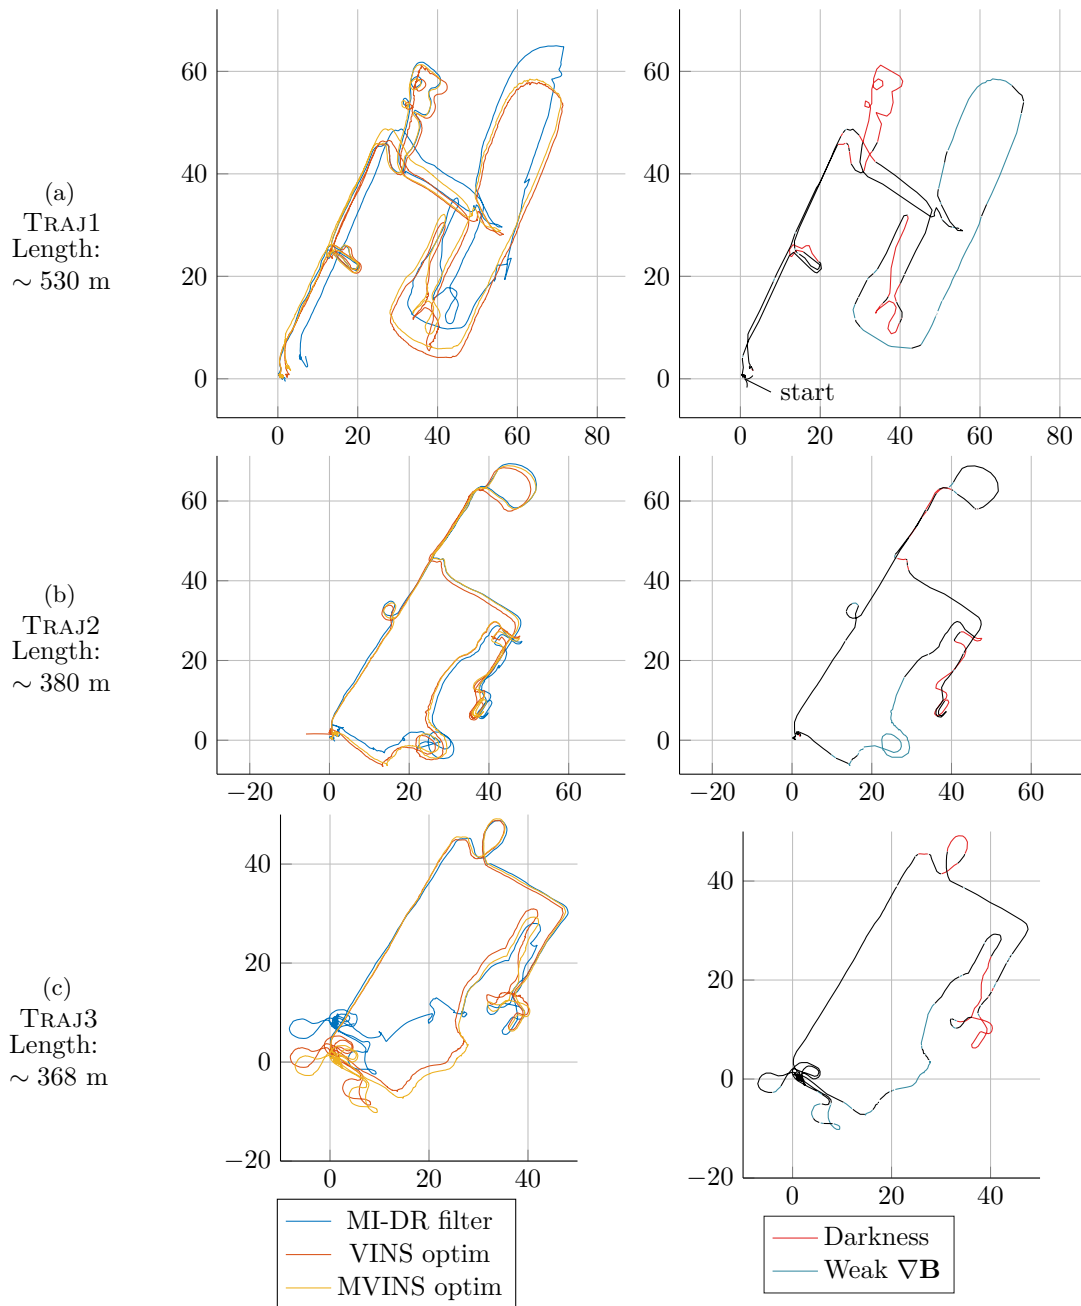 60
40
20
0
0
20
40
60
80
60
40
20
0
start
0
20
40
60
80
(a)
TRAJ1
Length:
∼ 530 m
60
40
20
0
−20
0
20
40
60
60
40
20
0
−20
0
20
40
60
(b)
TRAJ2
Length:
∼ 380 m
40
20
0
−20
0
20
40
40
20
0
−20
0
20
40
(c)
TRAJ3
Length:
∼ 368 m
MI-DR filter
VINS optim
MVINS optim
Darkness
Weak ∇B